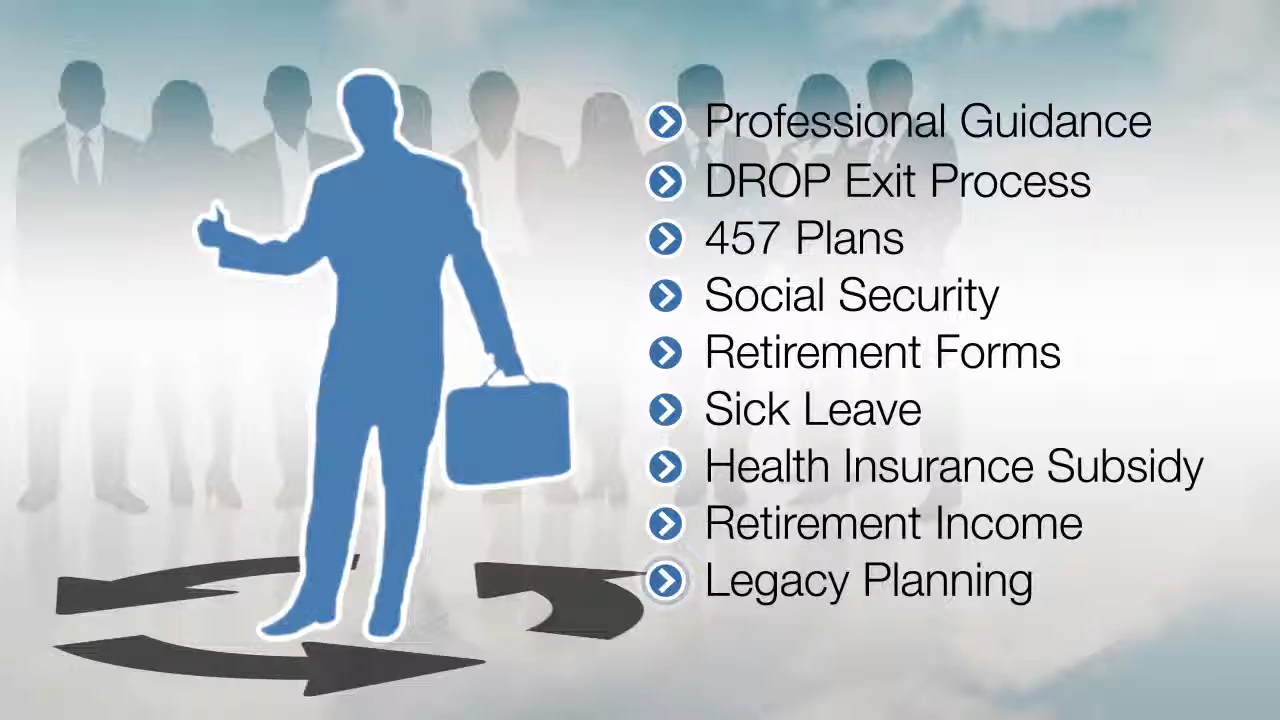 Professional Guidance
DROP Exit Process
457 Plans
Social Security
Retirement Forms
Sick Leave
Health Insurance Subsidy
Retirement Income
Legacy Planning